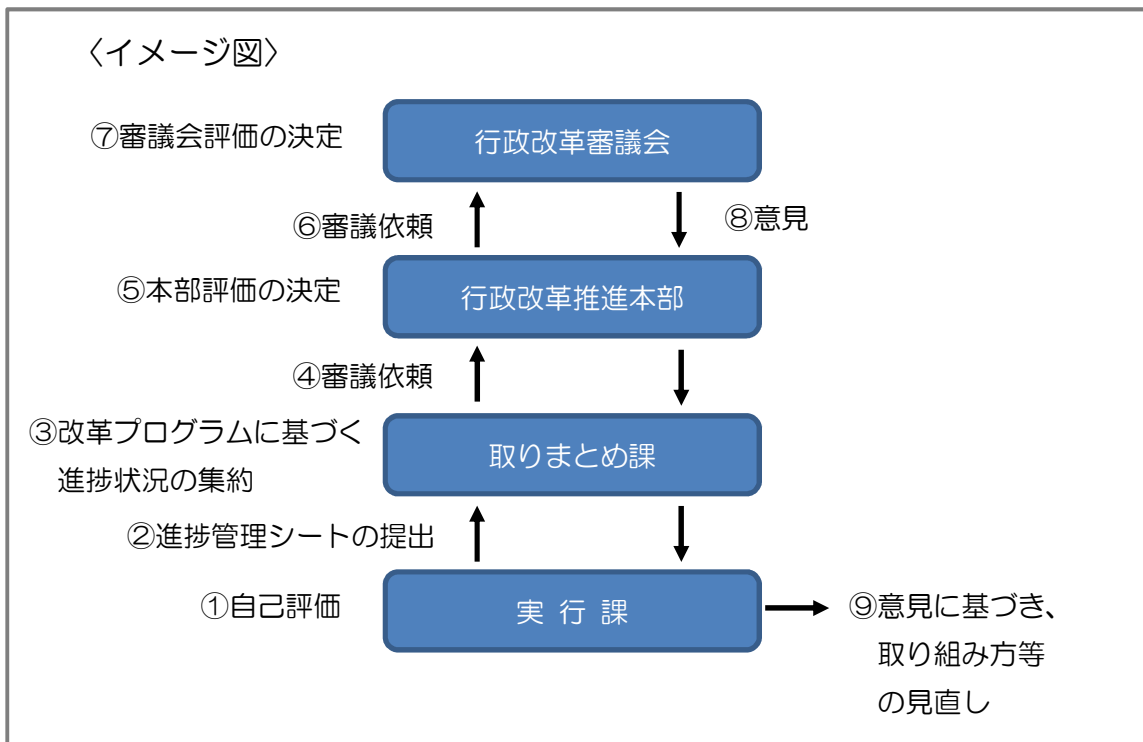 〈イメージ図〉
⑦審議会評価の決定
行政改革審議会
⑥審議依頼
⑧意見
⑤本部評価の決定
行政改革推進本部
④審議依頼
③改革プログラムに基づく
進捗状況の集約
取りまとめ課
②進捗管理シートの提出
①自己評価
実 行 課
⑨意見に基づき、
取り組み方等
の見直し